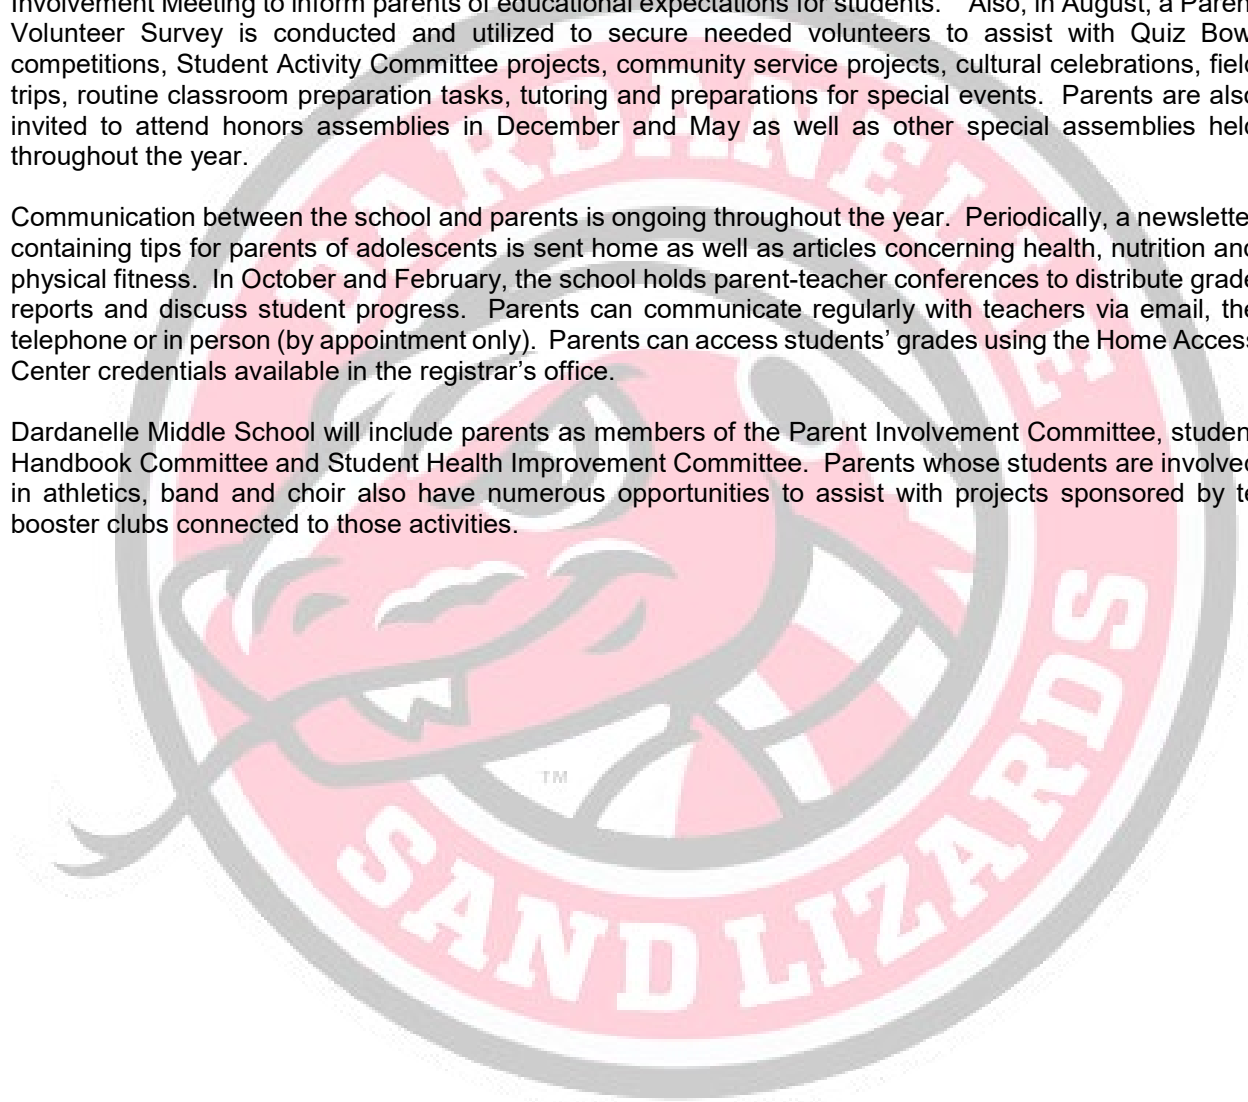 Involvement Meeting to inform parents of educational expectations for students. Also, in August, a Paren
Volunteer Survey is conducted and utilized to secure needed volunteers to assist with Quiz Bow
competitions, Student Activity Committee projects, community service projects, cultural celebrations, field
trips, routine classroom preparation tasks, tutoring and preparations for special events. Parents are also
invited to attend honors assemblies in December and May as well as other special assemblies held
throughout the year.
Communication between the school and parents is ongoing throughout the year. Periodically, a newslette
containing tips for parents of adolescents is sent home as well as articles concerning health, nutrition and
physical fitness. In October and February, the school holds parent-teacher conferences to distribute grade
reports and discuss student progress. Parents can communicate regularly with teachers via email, the
telephone or in person (by appointment only). Parents can access students’ grades using the Home Access
Center credentials available in the registrar’s office.
Dardanelle Middle School will include parents as members of the Parent Involvement Committee, studen
Handbook Committee and Student Health Improvement Committee. Parents whose students are involved
in athletics, band and choir also have numerous opportunities to assist with projects sponsored by te
booster clubs connected to those activities.
DARDANELLE
SAND LIZARDS
TM